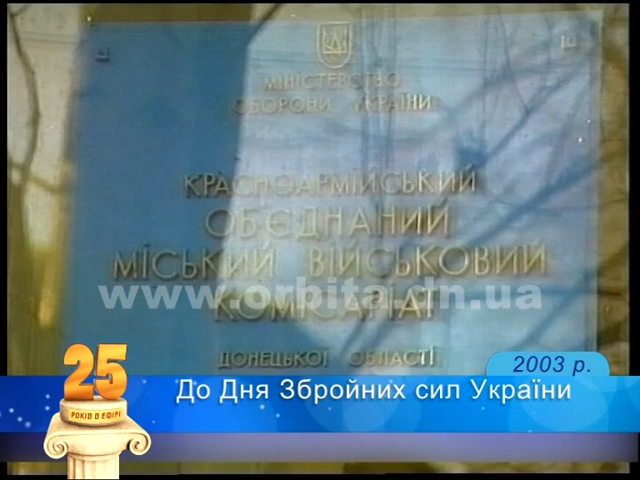 МІНІСТЕРСТВО
ОБОРОНИ УКРАЇНИ
КРАСНОАРМІЙСЬКИЙ
ОБЄДНАНИЙ
МІСЬКИЙ ВІЙСЬКОВИЙ
www.orbita.dn.ua
КОМІСАРІАТ
ДОНЕЦЬКОЇ ОБЛАСТІ
2003 р.
25
РОКІВ В ЕФІРІ
До Дня Збройних сил України